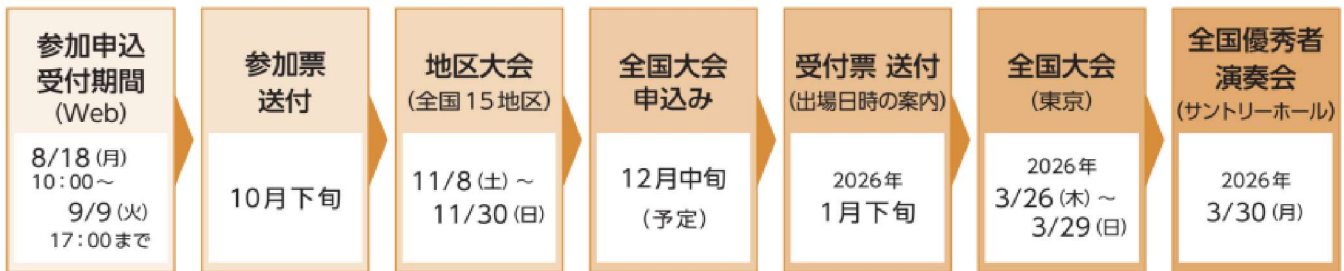 参加申込
受付期間
(Web)
8/18(月)
10:00～
9/9(火)
17:00まで
参加票
送付
10月下旬
地区大会
(全国15地区)
11/8(土)～
11/30(日)
全国大会
申込み
12月中旬
(予定)
受付票 送付
(出場日時の案内)
2026年
1月下旬
全国大会
(東京)
2026年
3/26(木)～
3/29(日)
全国優秀者
演奏会
(サントリーホール)
2026年
3/30(月)